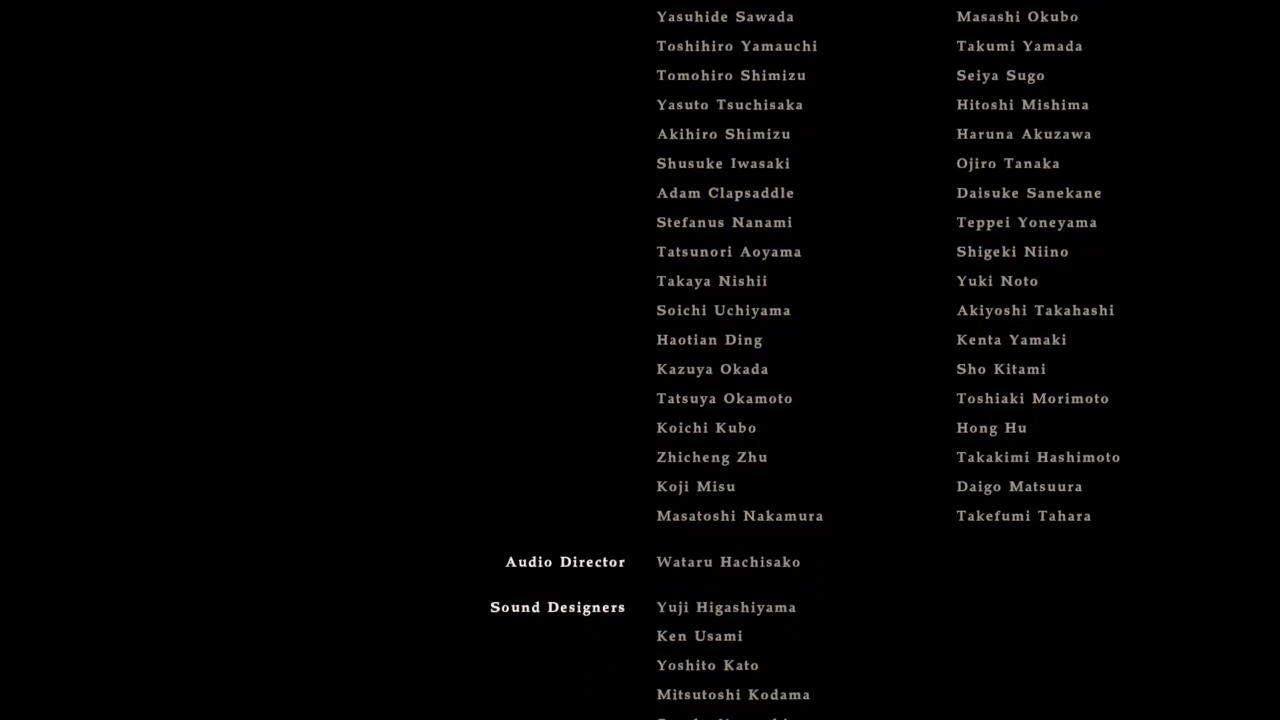 Yasuhide Sawada Masashi Okubo
Toshihiro Yamauchi Takumi Yamada
Tomohiro Shimizu Seiya Sugo
Yasuto Tsuchisaka Hitoshi Mishima
Akihiro Shimizu Haruna Akuzawa
Shusuke Iwasaki Ojiro Tanaka
Adam Clapsaddle Daisuke Sanekane
Stefanus Nanami Teppei Yoneyama
Tatsunori Aoyama Shigeki Niino
Takaya Nishii Yuki Noto
Soichi Uchiyama Akiyoshi Takahashi
Haotian Ding Kenta Yamaki
Kazuya Okada Sho Kitami
Tatsuya Okamoto Toshiaki Morimoto
Koichi Kubo Hong Hu
Zhicheng Zhu Takakimi Hashimoto
Koji Misu Daigo Matsuura
Masatoshi Nakamura Takefumi Tahara
Audio Director Wataru Hachisako
Sound Designers Yuji Higashiyama
Ken Usami
Yoshito Kato
Mitsutoshi Kodama